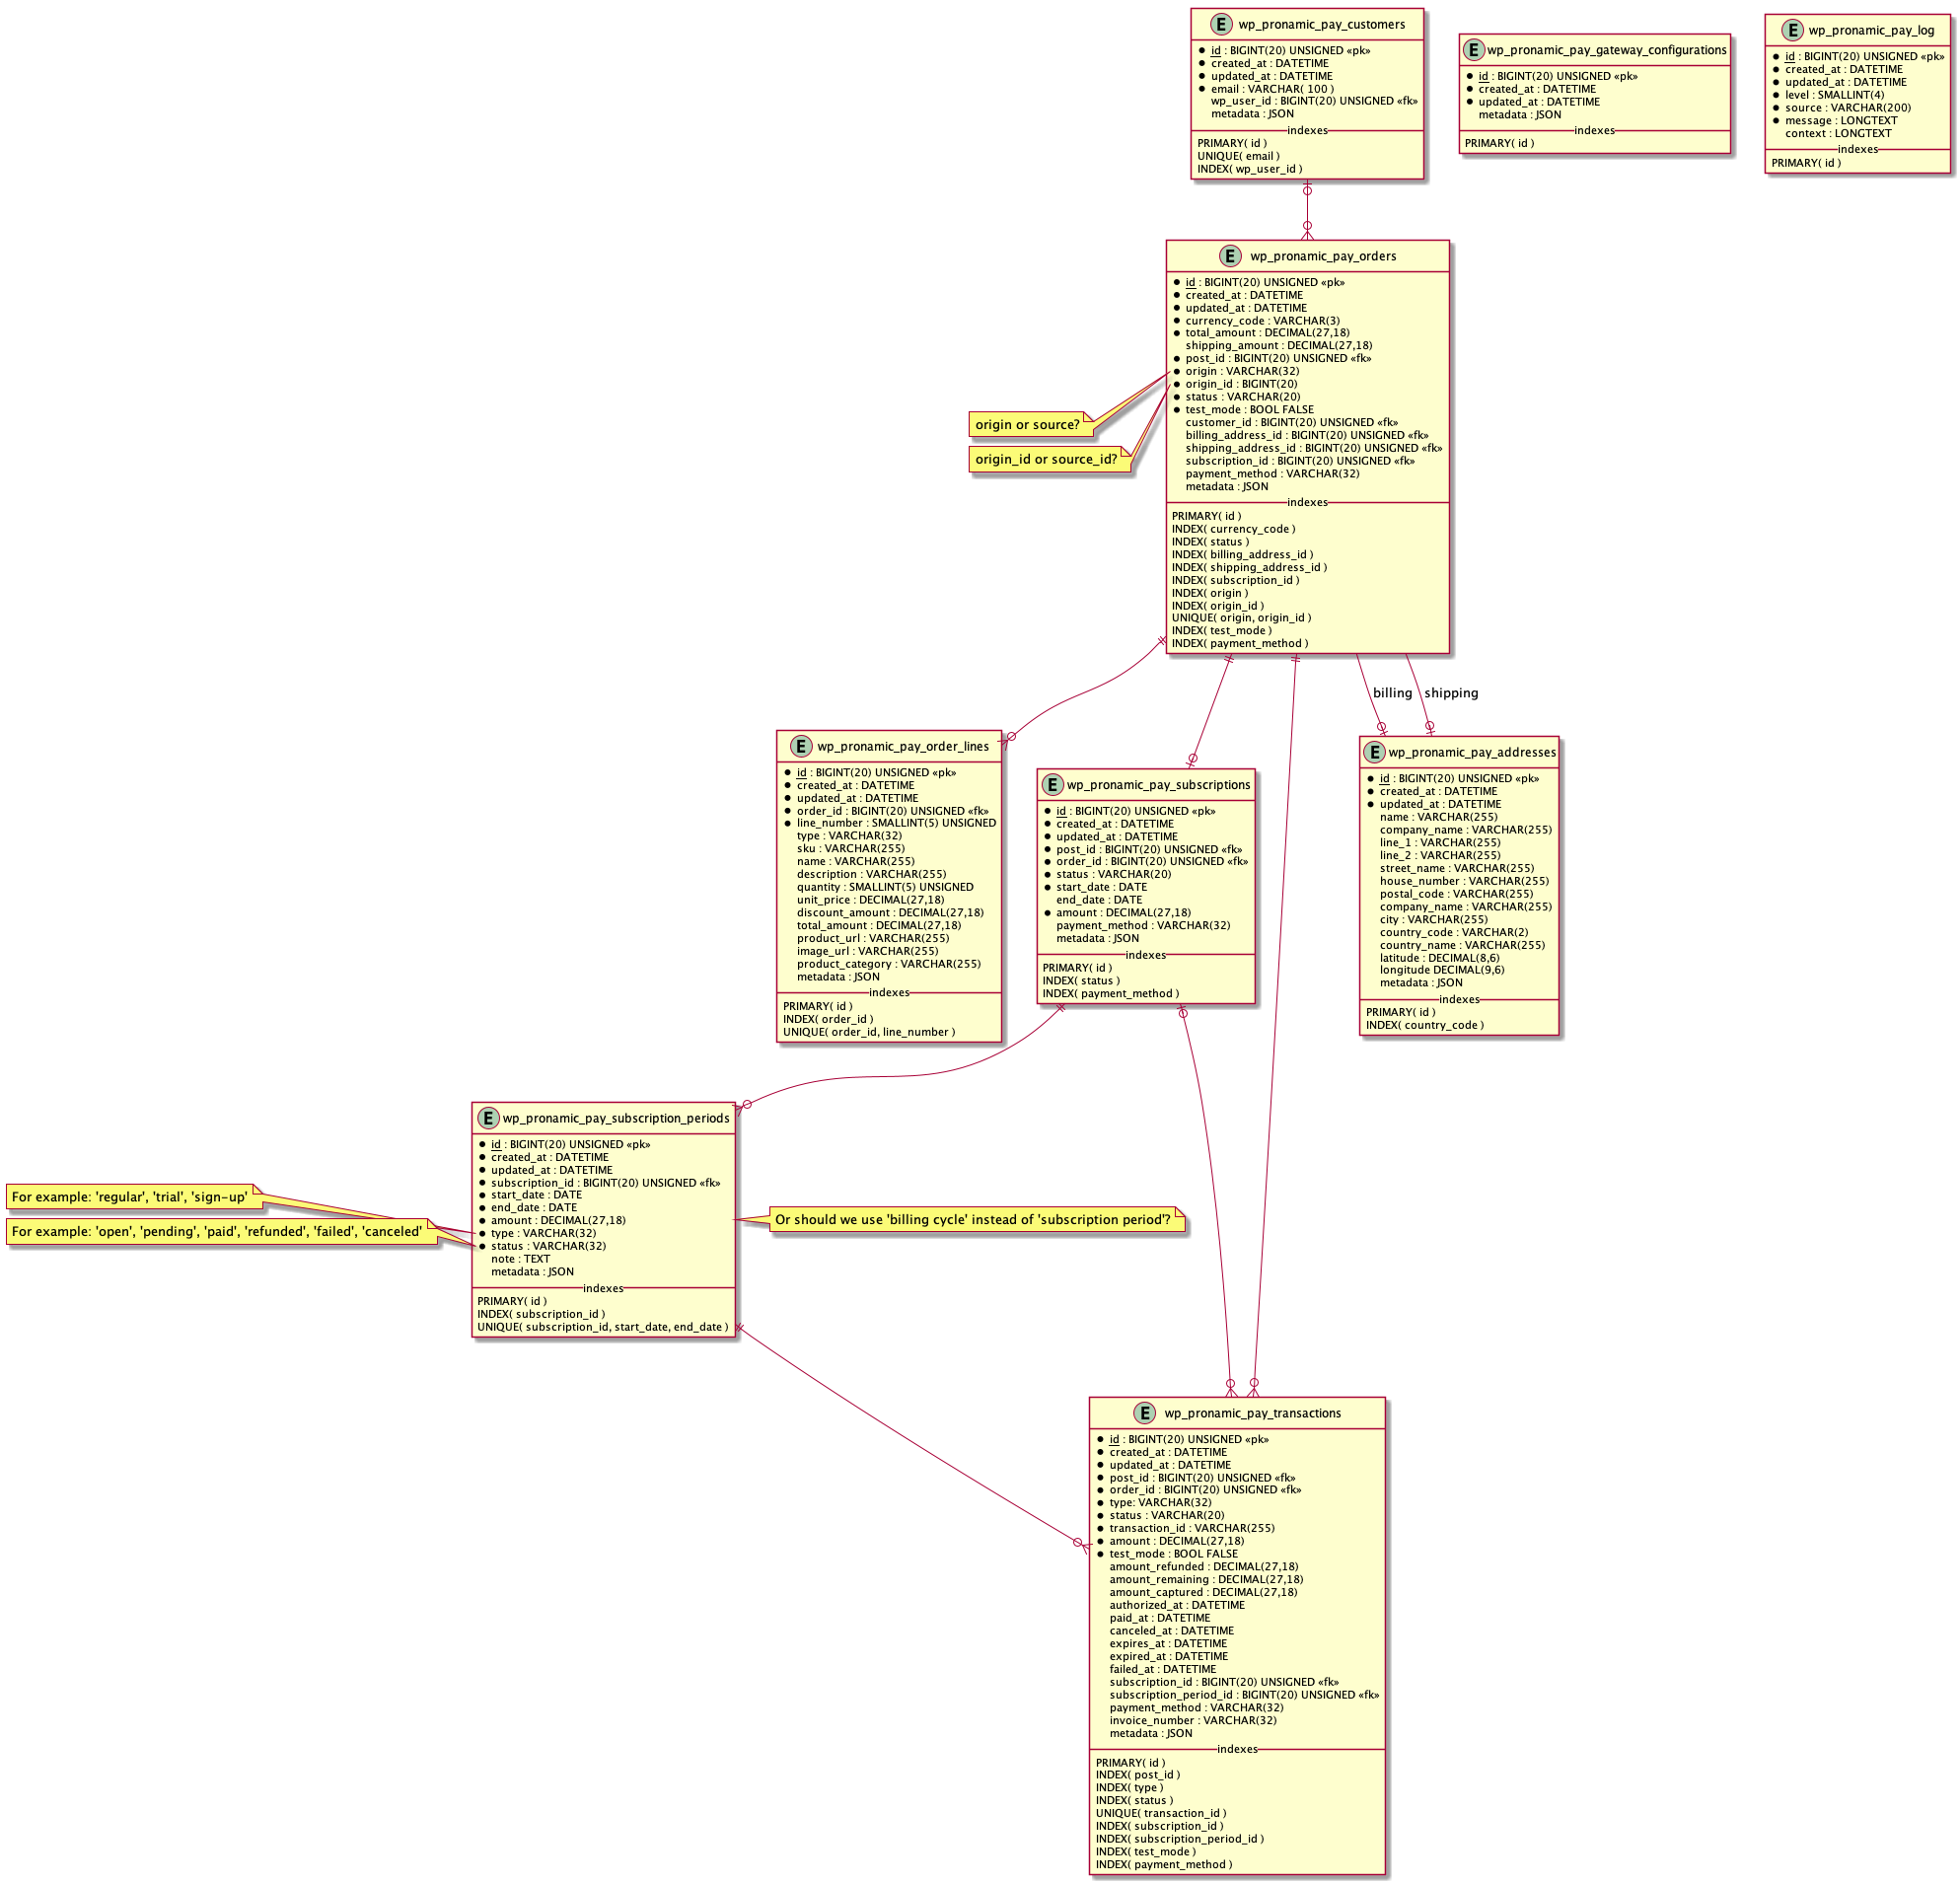 E wp_pronamic_pay_customers
id : BIGINT(20) UNSIGNED «pk»
created_at : DATETIME
updated_at : DATETIME
email : VARCHAR( 100 )
wp_user_id : BIGINT(20) UNSIGNED «fk»
metadata : JSON
indexes
PRIMARY( id )
UNIQUE( email )
INDEX( wp_user_id )
E wp_pronamic_pay_gateway_configurations
id : BIGINT(20) UNSIGNED «pk»
created_at : DATETIME
updated_at : DATETIME
metadata : JSON
indexes
PRIMARY( id )
E wp_pronamic_pay_log
id : BIGINT(20) UNSIGNED «pk»
created_at : DATETIME
updated_at : DATETIME
level : SMALLINT(4)
source : VARCHAR(200)
message : LONGTEXT
context : LONGTEXT
indexes
PRIMARY( id )
E wp_pronamic_pay_orders
id : BIGINT(20) UNSIGNED «pk»
created_at : DATETIME
updated_at : DATETIME
currency_code : VARCHAR(3)
total_amount : DECIMAL(27,18)
shipping_amount : DECIMAL(27,18)
post_id : BIGINT(20) UNSIGNED «fk»
origin : VARCHAR(32)
origin_id : BIGINT(20)
status : VARCHAR(20)
test_mode : BOOL FALSE
customer_id : BIGINT(20) UNSIGNED «fk»
billing_address_id : BIGINT(20) UNSIGNED «fk»
shipping_address_id : BIGINT(20) UNSIGNED «fk»
subscription_id : BIGINT(20) UNSIGNED «fk»
payment_method : VARCHAR(32)
metadata : JSON
indexes
PRIMARY( id )
INDEX( currency_code )
INDEX( status )
INDEX( billing_address_id )
INDEX( shipping_address_id )
INDEX( subscription_id )
INDEX( origin )
INDEX( origin_id )
UNIQUE( origin, origin_id )
INDEX( test_mode )
INDEX( payment_method )
origin or source?
origin_id or source_id?
billing
shipping
E wp_pronamic_pay_order_lines
id : BIGINT(20) UNSIGNED «pk»
created_at : DATETIME
updated_at : DATETIME
order_id : BIGINT(20) UNSIGNED «fk»
line_number : SMALLINT(5) UNSIGNED
type : VARCHAR(32)
sku : VARCHAR(255)
name : VARCHAR(255)
description : VARCHAR(255)
quantity : SMALLINT(5) UNSIGNED
unit_price : DECIMAL(27,18)
discount_amount : DECIMAL(27,18)
total_amount : DECIMAL(27,18)
product_url : VARCHAR(255)
image_url : VARCHAR(255)
product_category : VARCHAR(255)
metadata : JSON
indexes
PRIMARY( id )
INDEX( order_id )
UNIQUE( order_id, line_number )
E wp_pronamic_pay_subscriptions
id : BIGINT(20) UNSIGNED «pk»
created_at : DATETIME
updated_at : DATETIME
post_id : BIGINT(20) UNSIGNED «fk»
order_id : BIGINT(20) UNSIGNED «fk»
status : VARCHAR(20)
start_date : DATE
end_date : DATE
amount : DECIMAL(27,18)
payment_method : VARCHAR(32)
metadata : JSON
indexes
PRIMARY( id )
INDEX( status )
INDEX( payment_method )
E wp_pronamic_pay_addresses
id : BIGINT(20) UNSIGNED «pk»
created_at : DATETIME
updated_at : DATETIME
name : VARCHAR(255)
company_name : VARCHAR(255)
line_1 : VARCHAR(255)
line_2 : VARCHAR(255)
street_name : VARCHAR(255)
house_number : VARCHAR(255)
postal_code : VARCHAR(255)
company_name : VARCHAR(255)
city : VARCHAR(255)
country_code : VARCHAR(2)
country_name : VARCHAR(255)
latitude : DECIMAL(8,6)
longitude DECIMAL(9,6)
metadata : JSON
indexes
PRIMARY( id )
INDEX( country_code )
E wp_pronamic_pay_subscription_periods
id : BIGINT(20) UNSIGNED «pk»
created_at : DATETIME
updated_at : DATETIME
subscription_id : BIGINT(20) UNSIGNED «fk»
start_date : DATE
end_date : DATE
amount : DECIMAL(27,18)
type : VARCHAR(32)
status : VARCHAR(32)
note : TEXT
metadata : JSON
indexes
PRIMARY( id )
INDEX( subscription_id )
UNIQUE( subscription_id, start_date, end_date )
For example: 'regular', 'trial', 'sign-up'
For example: 'open', 'pending', 'paid', 'refunded', 'failed', 'canceled'
Or should we use 'billing cycle' instead of 'subscription period'?
E wp_pronamic_pay_transactions
id : BIGINT(20) UNSIGNED «pk»
created_at : DATETIME
updated_at : DATETIME
post_id : BIGINT(20) UNSIGNED «fk»
order_id : BIGINT(20) UNSIGNED «fk»
type: VARCHAR(32)
status : VARCHAR(20)
transaction_id : VARCHAR(255)
amount : DECIMAL(27,18)
test_mode : BOOL FALSE
amount_refunded : DECIMAL(27,18)
amount_remaining : DECIMAL(27,18)
amount_captured : DECIMAL(27,18)
authorized_at : DATETIME
paid_at : DATETIME
canceled_at : DATETIME
expires_at : DATETIME
expired_at : DATETIME
failed_at : DATETIME
subscription_id : BIGINT(20) UNSIGNED «fk»
subscription_period_id : BIGINT(20) UNSIGNED «fk»
payment_method : VARCHAR(32)
invoice_number : VARCHAR(32)
metadata : JSON
indexes
PRIMARY( id )
INDEX( post_id )
INDEX( type )
INDEX( status )
UNIQUE( transaction_id )
INDEX( subscription_id )
INDEX( subscription_period_id )
INDEX( test_mode )
INDEX( payment_method )